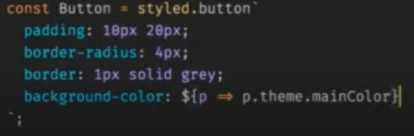 const Button = styled.button`
padding: 10px 20px;
border-radius: 4px;
border: 1px solid grey;
background-color: ${p => p.theme.mainColor}
`;